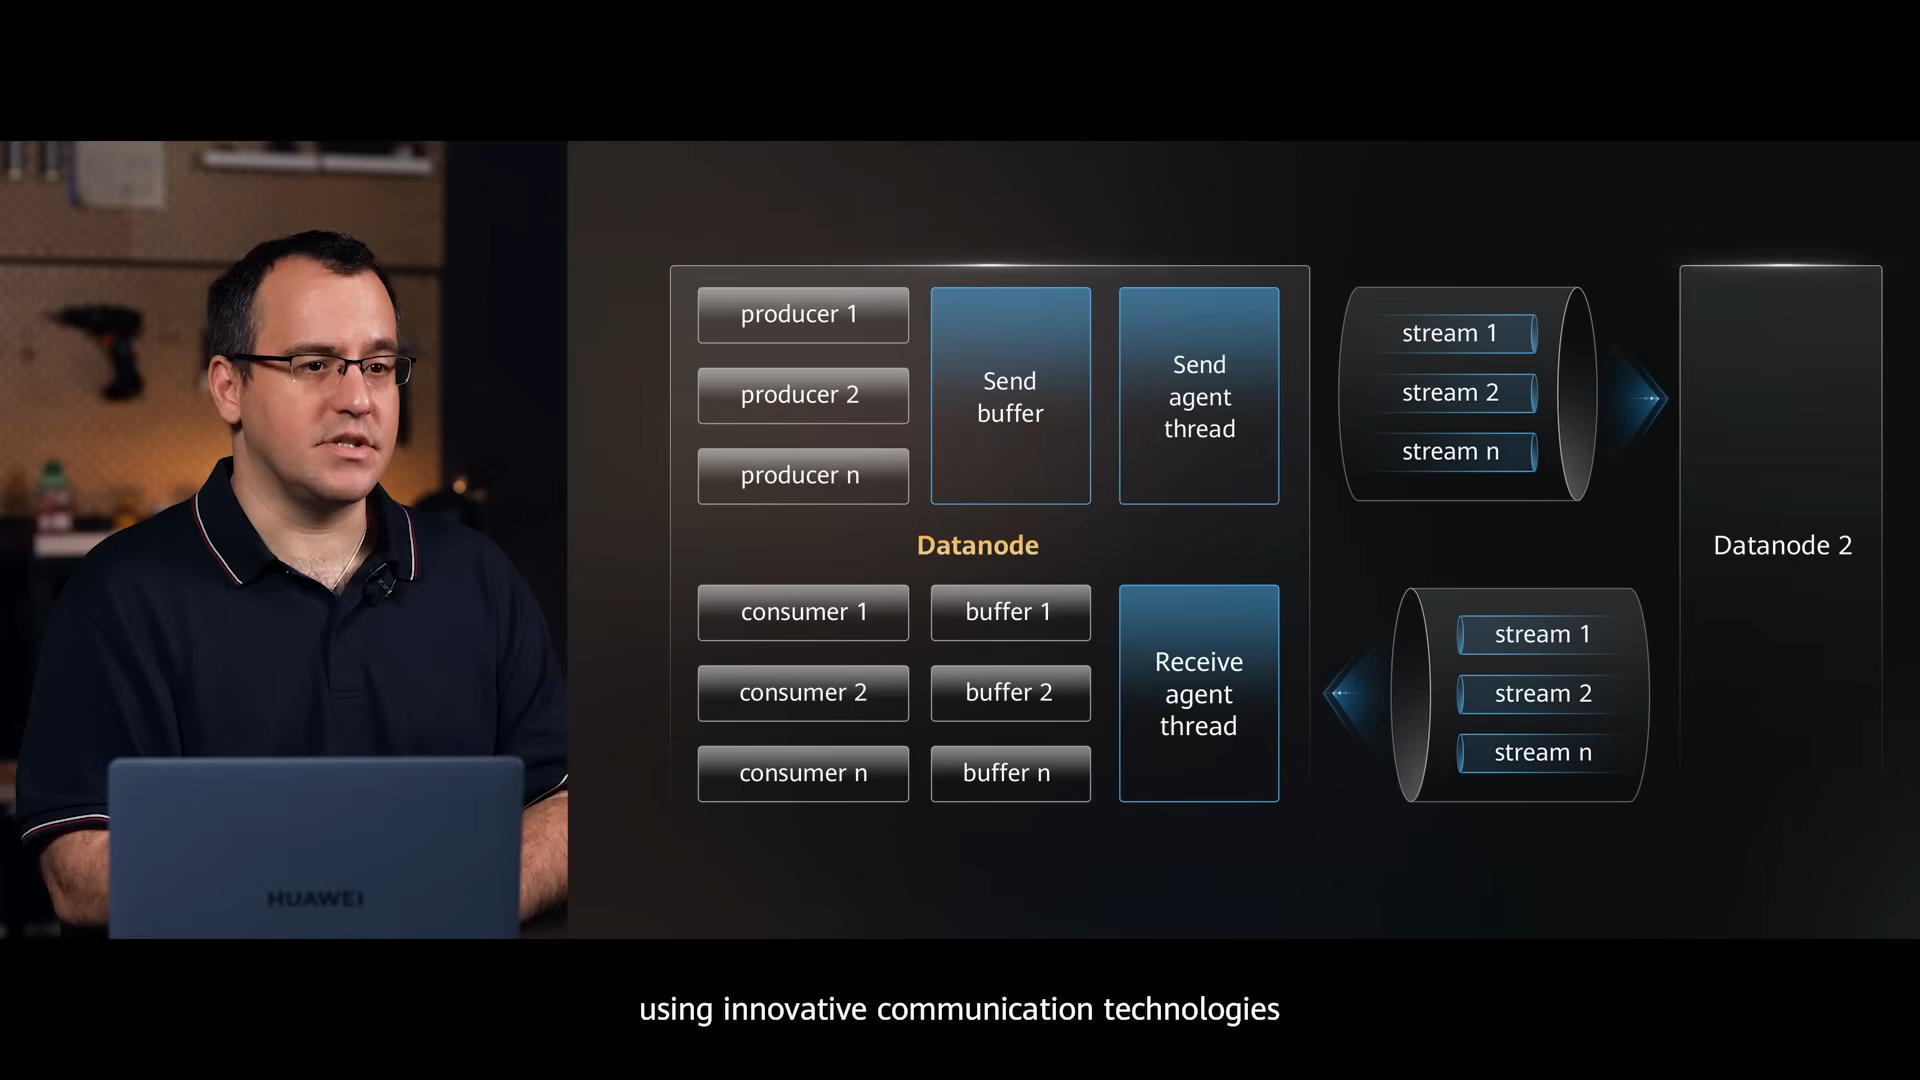 producer 1
producer 2
producer n
Send
buffer
Send
agent
thread
stream 1
stream 2
stream n
Datanode
Datanode 2
consumer 1
consumer 2
consumer n
buffer 1
buffer 2
buffer n
Receive
agent
thread
stream 1
stream 2
stream n
HUAWEI
using innovative communication technologies